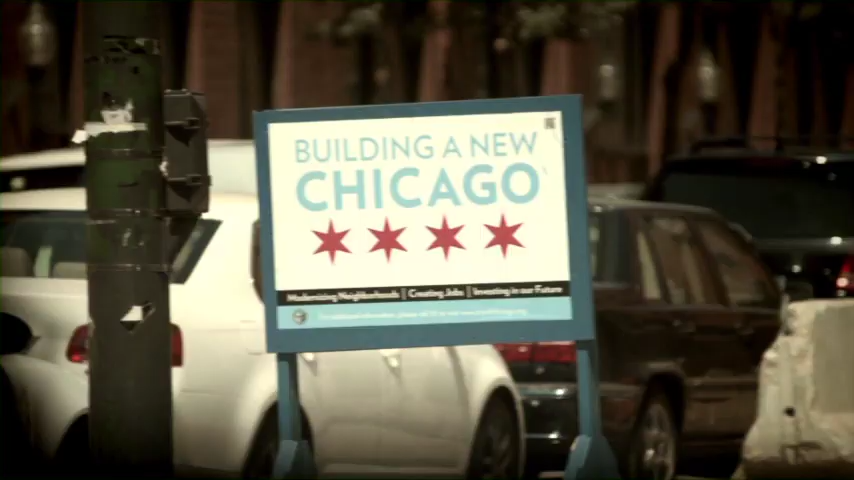 BUILDING A NEW
CHICAGO
Modernizing Neighborhoods | Creating Jobs | Investing in our Future